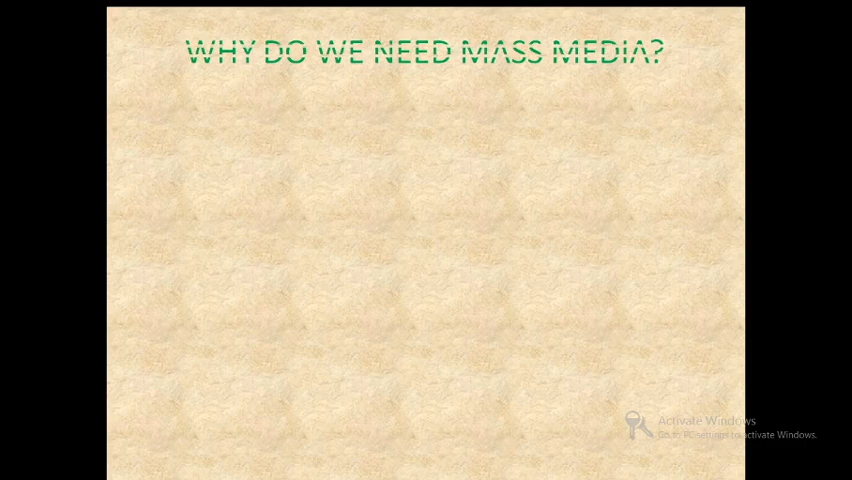 WHY DO WE NEED MASS MEDIA?
Activate Windows
Go to PC settings to activate Windows.